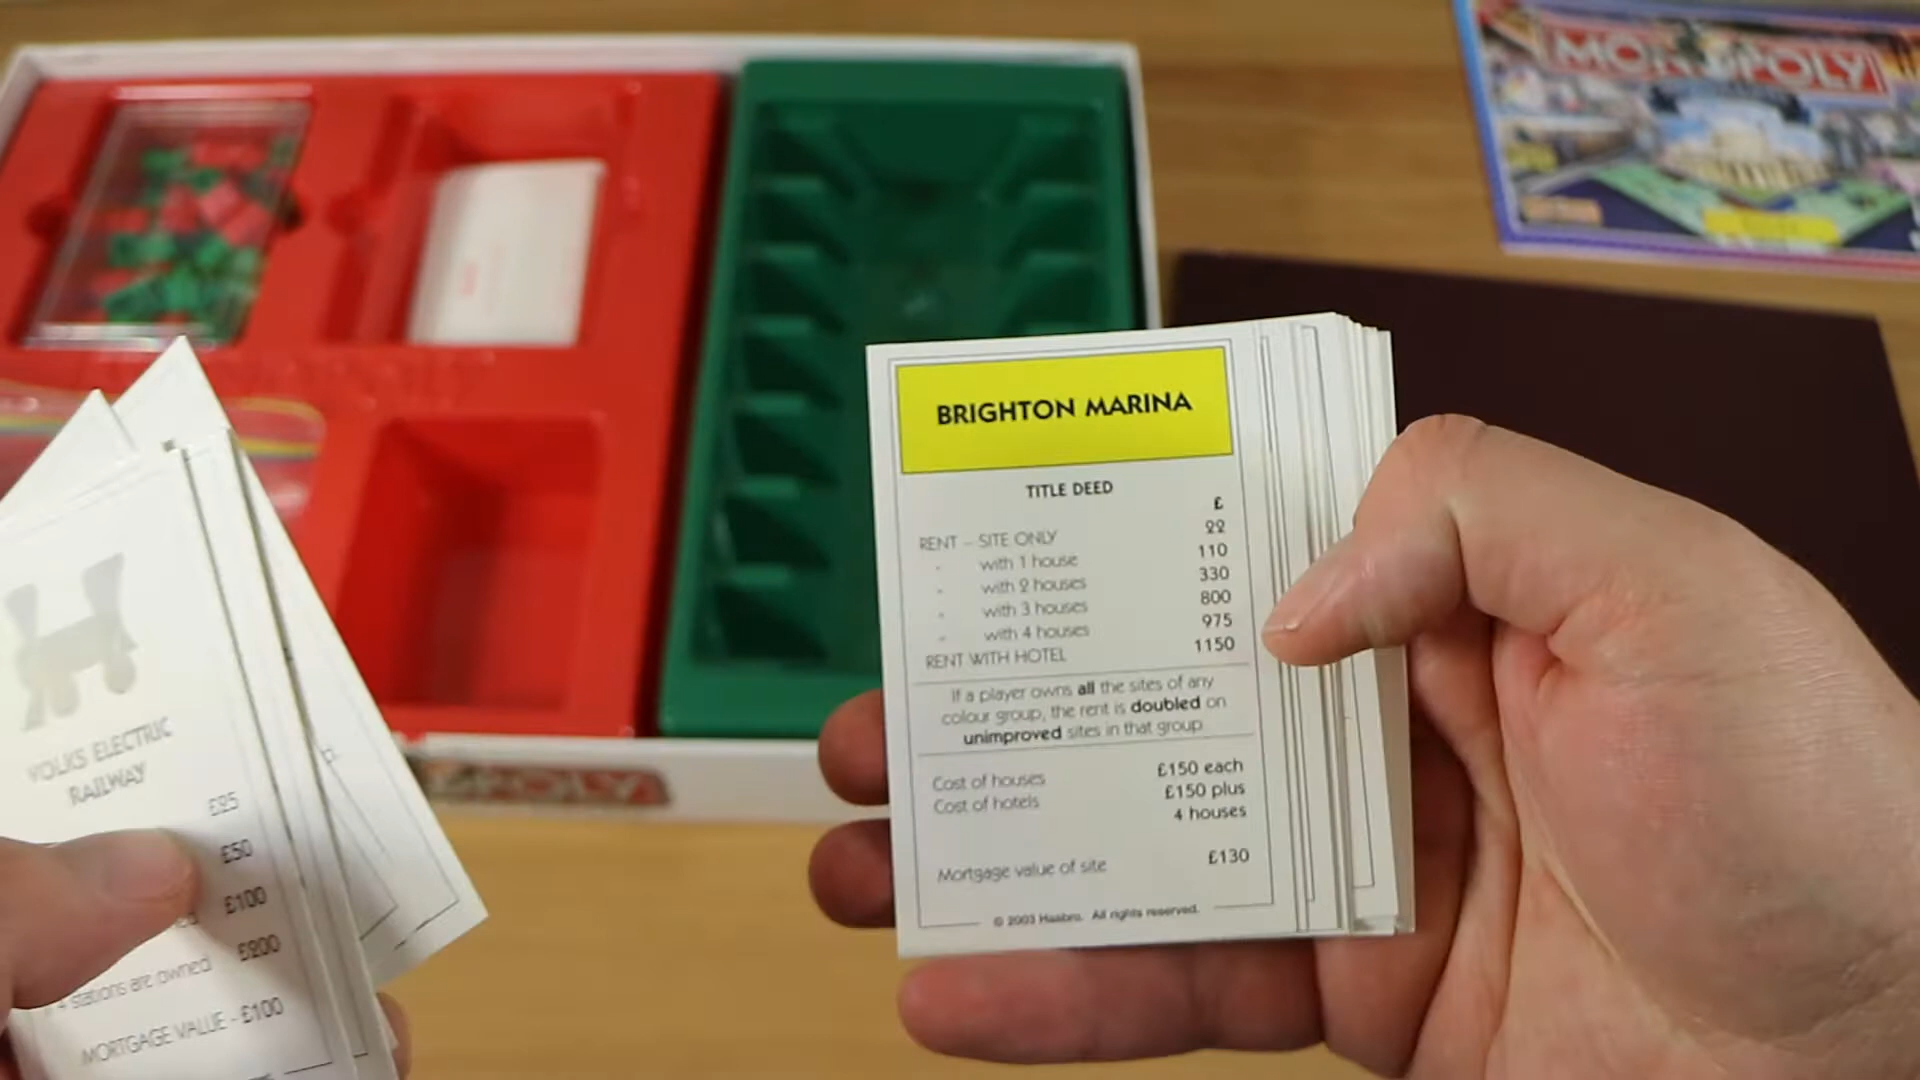 MONOPOLY
BRIGHTON MARINA
TITLE DEED
£
RENT – SITE ONLY 22
" with 1 house 110
" with 2 houses 330
" with 3 houses 800
" with 4 houses 975
RENT WITH HOTEL 1150
If a player owns all the sites of any
colour group, the rent is doubled on
unimproved sites in that group
Cost of houses £150 each
Cost of hotels £150 plus
4 houses
Mortgage value of site £130
© 2003 Hasbro. All rights reserved.
VOLKS ELECTRIC
RAILWAY
£25
£50
£100
4 stations are owned £200
MORTGAGE VALUE - £100